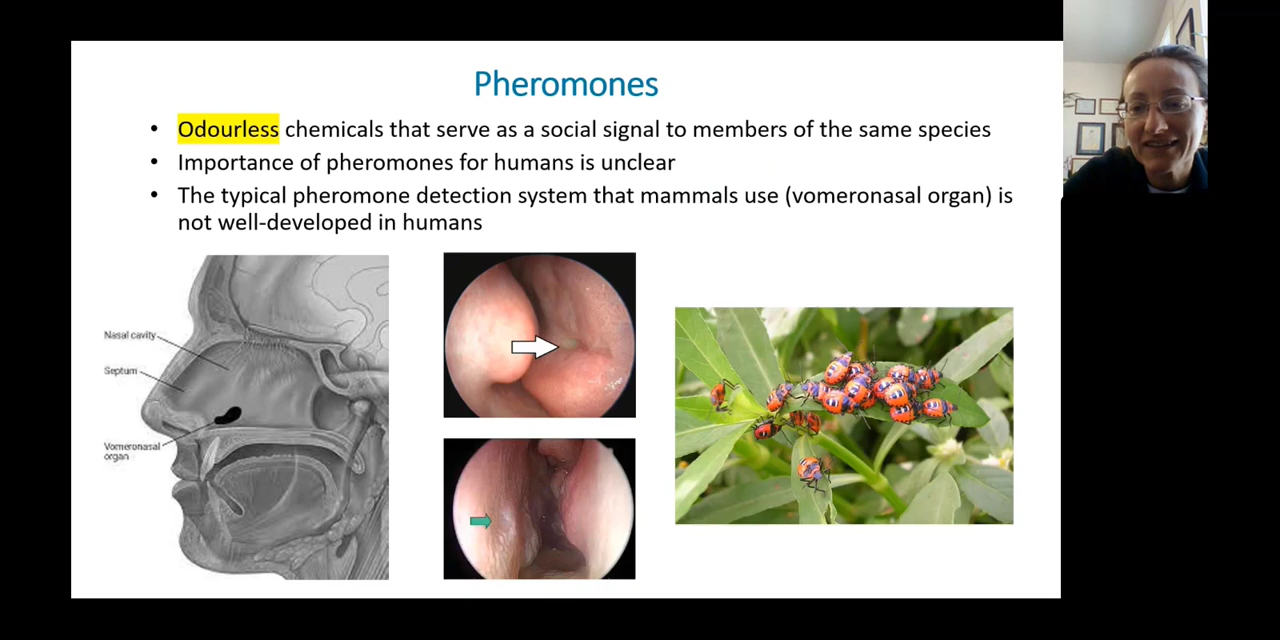 Pheromones
• Odourless chemicals that serve as a social signal to members of the same species
• Importance of pheromones for humans is unclear
• The typical pheromone detection system that mammals use (vomeronasal organ) is
not well-developed in humans
Nasal cavity
Septum
Vomeronasal
organ